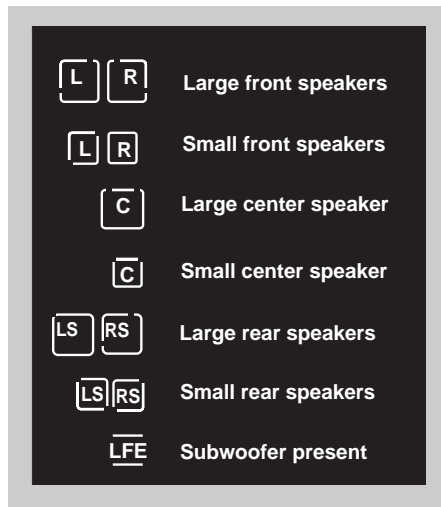 L R Large front speakers
L R Small front speakers
C Large center speaker
C Small center speaker
LS RS Large rear speakers
LS RS Small rear speakers
LFE Subwoofer present